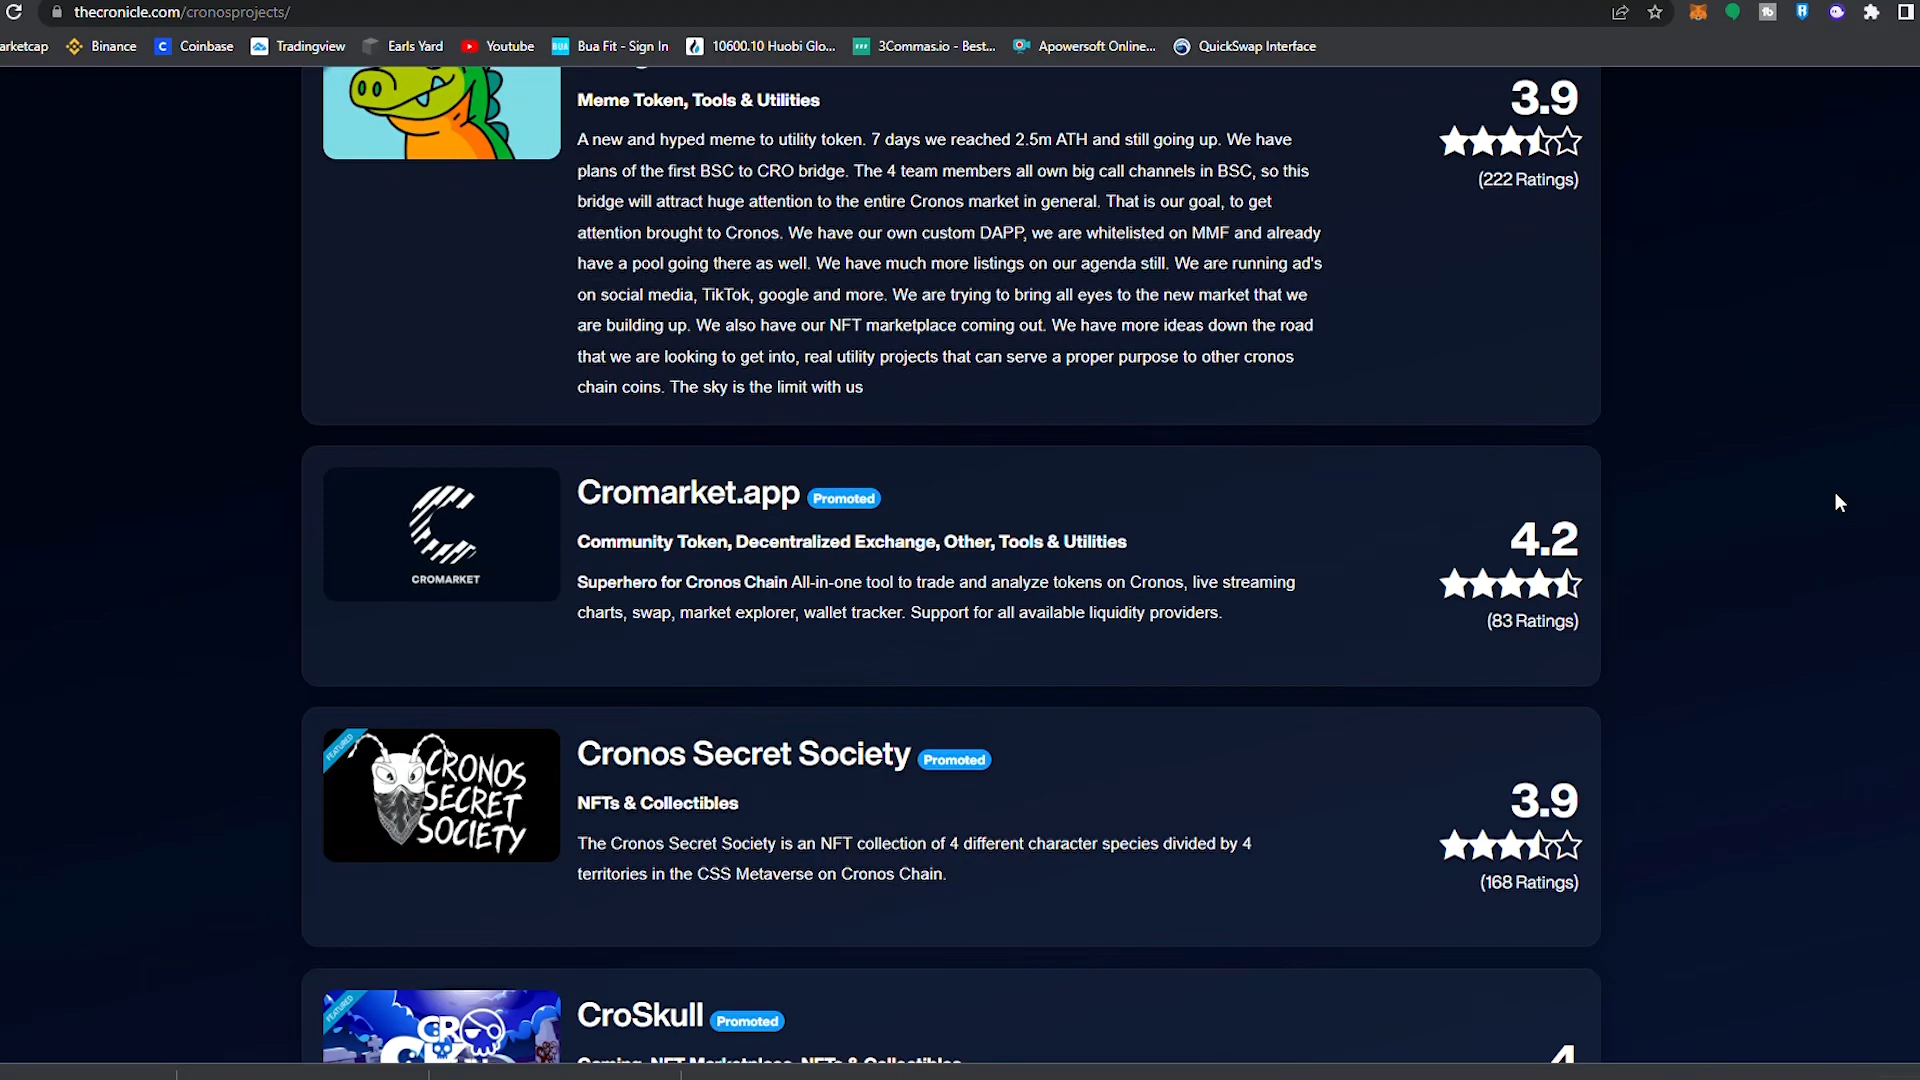 thecronicle.com/cronosprojects/
arketcap Binance Coinbase Tradingview Earls Yard Youtube BUA Bua Fit - Sign In 10600.10 Huobi Glo... 3Commas.io - Best... Apowersoft Online... QuickSwap Interface
Meme Token, Tools & Utilities
3.9
(222 Ratings)
A new and hyped meme to utility token. 7 days we reached 2.5m ATH and still going up. We have
plans of the first BSC to CRO bridge. The 4 team members all own big call channels in BSC, so this
bridge will attract huge attention to the entire Cronos market in general. That is our goal, to get
attention brought to Cronos. We have our own custom DAPP, we are whitelisted on MMF and already
have a pool going there as well. We have much more listings on our agenda still. We are running ad's
on social media, TikTok, google and more. We are trying to bring all eyes to the new market that we
are building up. We also have our NFT marketplace coming out. We have more ideas down the road
that we are looking to get into, real utility projects that can serve a proper purpose to other cronos
chain coins. The sky is the limit with us
CROMARKET
Cromarket.app Promoted
Community Token, Decentralized Exchange, Other, Tools & Utilities
Superhero for Cronos Chain All-in-one tool to trade and analyze tokens on Cronos, live streaming
charts, swap, market explorer, wallet tracker. Support for all available liquidity providers.
4.2
(83 Ratings)
FEATURED
CRONOS
SECRET
SOCIETY
Cronos Secret Society Promoted
NFTs & Collectibles
The Cronos Secret Society is an NFT collection of 4 different character species divided by 4
territories in the CSS Metaverse on Cronos Chain.
3.9
(168 Ratings)
FEATURED
CRO
CroSkull Promoted
Gaming, NFT Marketplace, NFTs & Collectibles
4